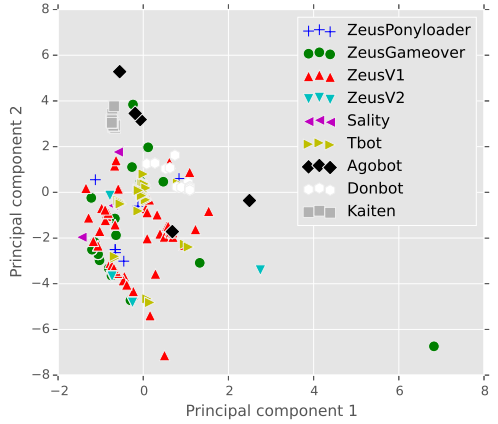 8
6
4
2
0
−2
−4
−6
−8
−2
0
2
4
6
8
Principal component 1
Principal component 2
ZeusPonyloader
ZeusGameover
ZeusV1
ZeusV2
Sality
Tbot
Agobot
Donbot
Kaiten